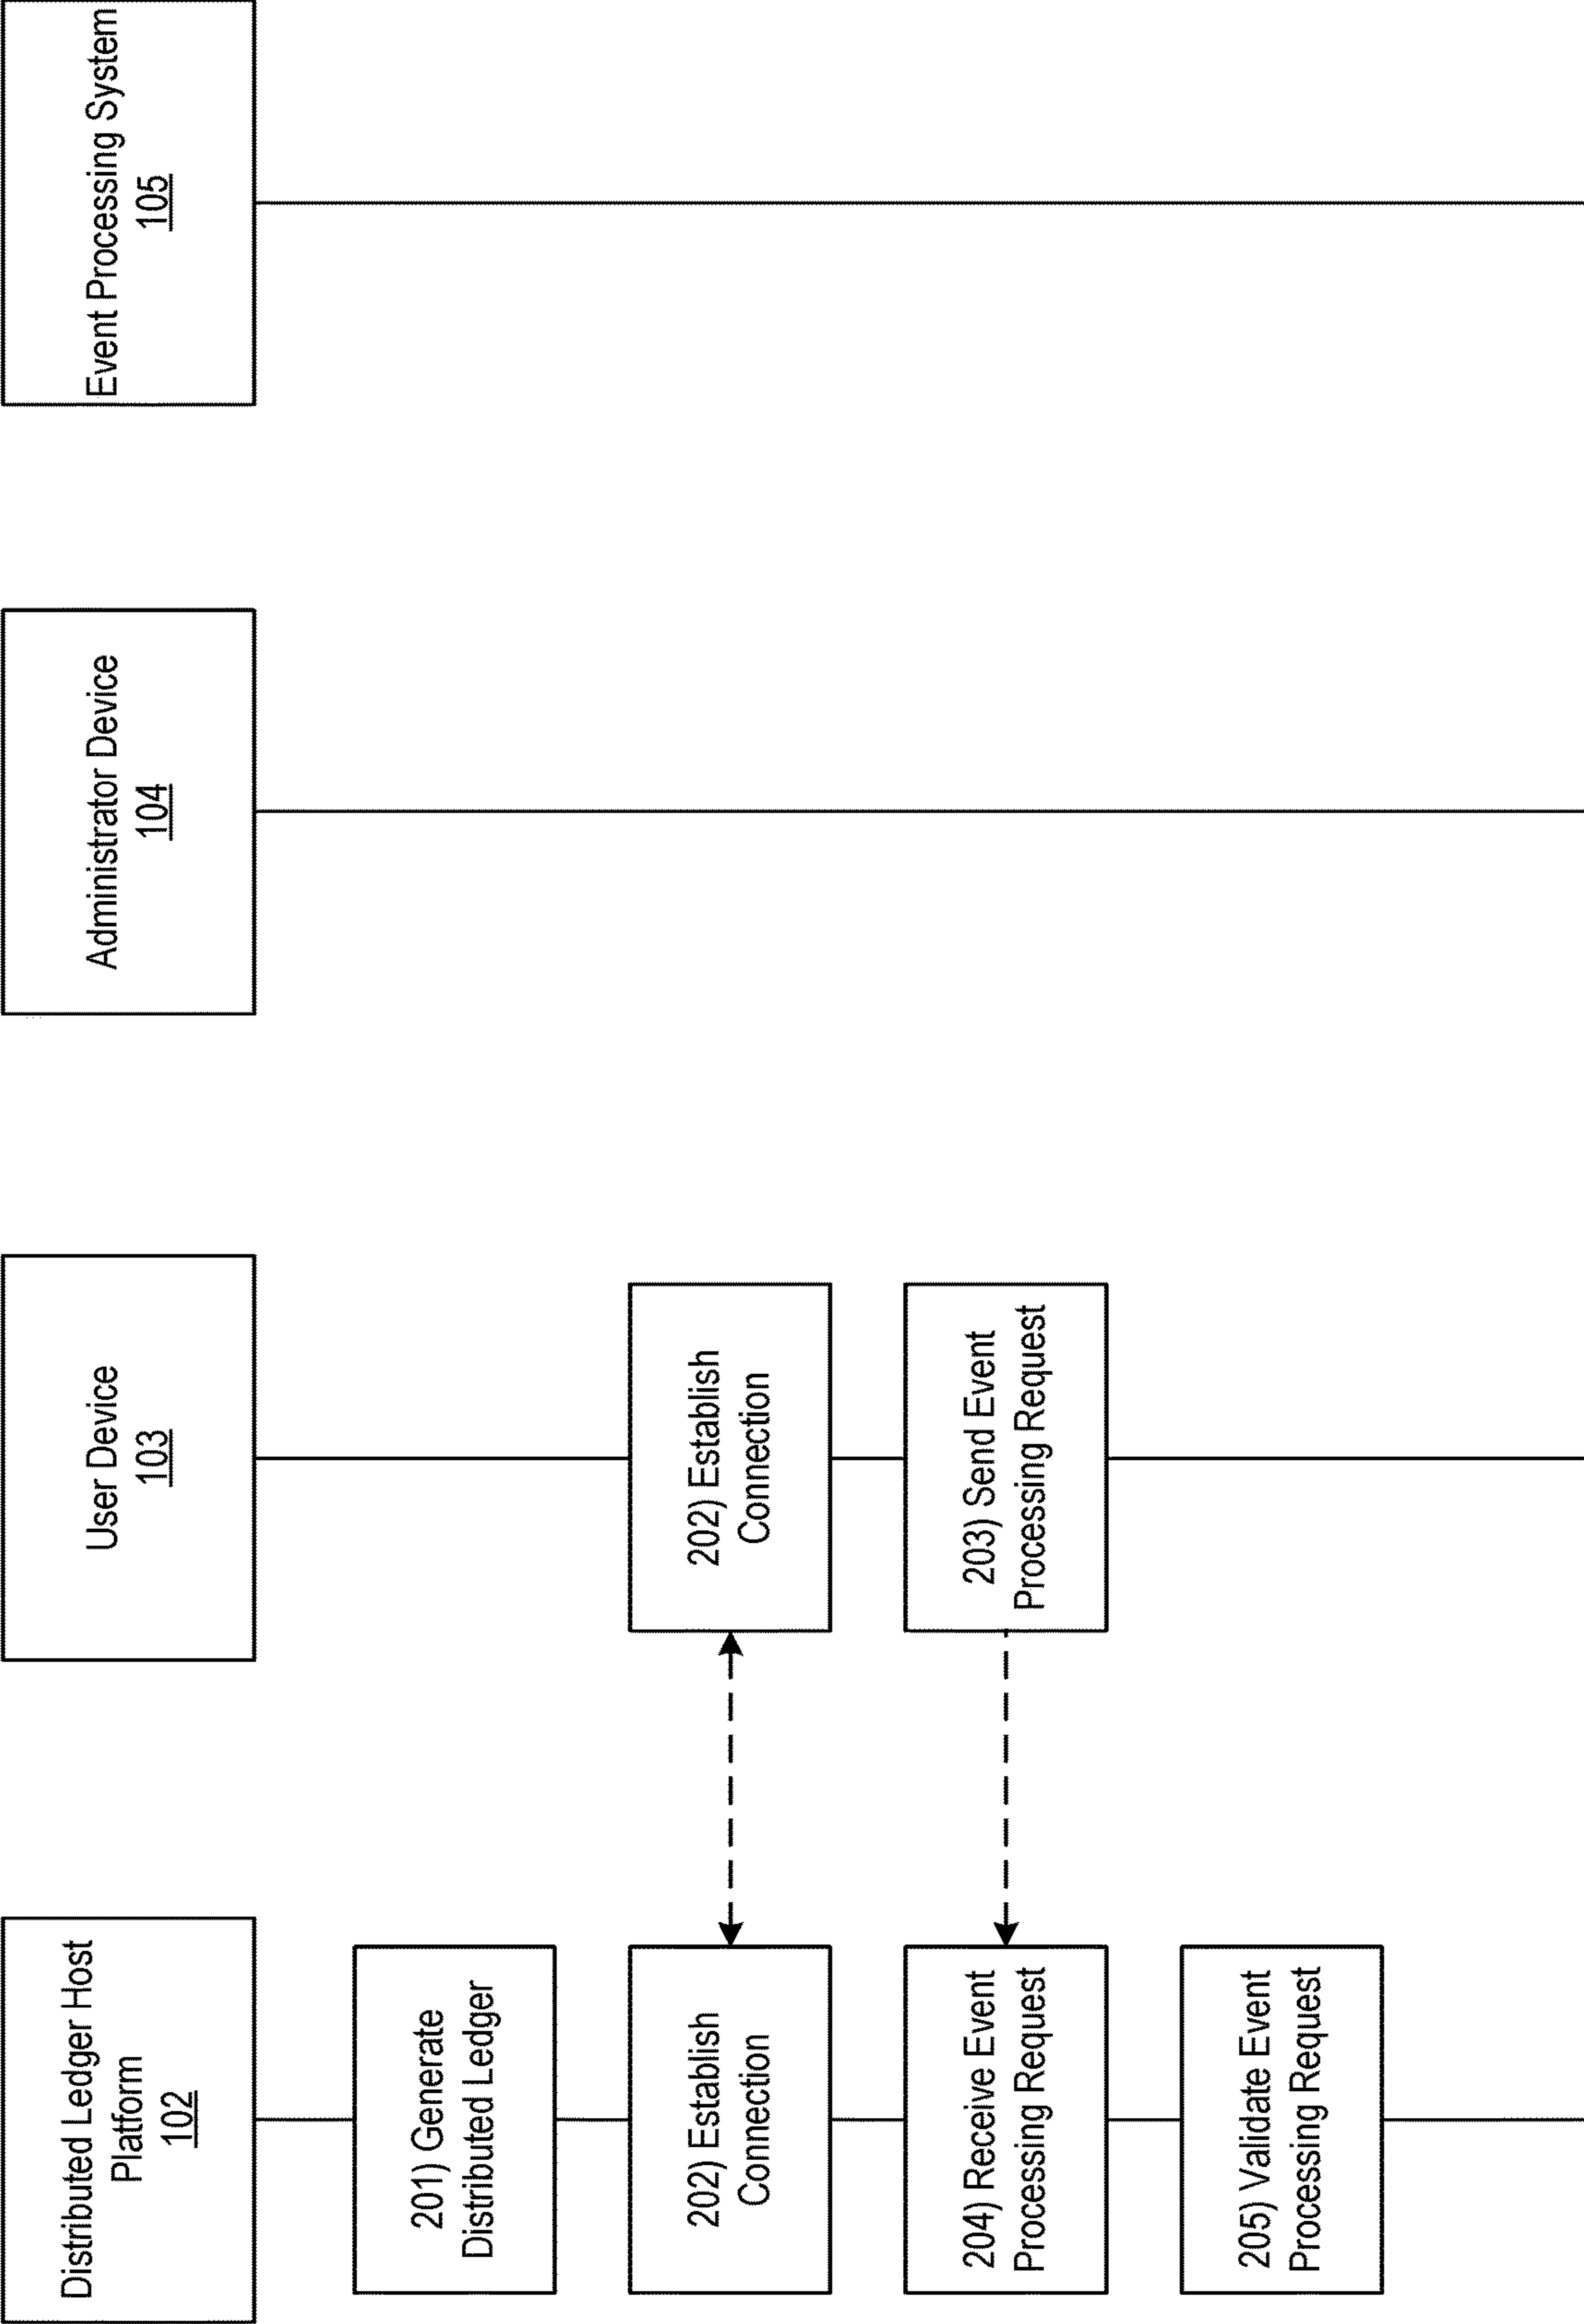 Distributed Ledger Host
Platform
102
User Device
103
Administrator Device
104
Event Processing System
105
201) Generate
Distributed Ledger
202) Establish
Connection
202) Establish
Connection
204) Receive Event
Processing Request
203) Send Event
Processing Request
205) Validate Event
Processing Request